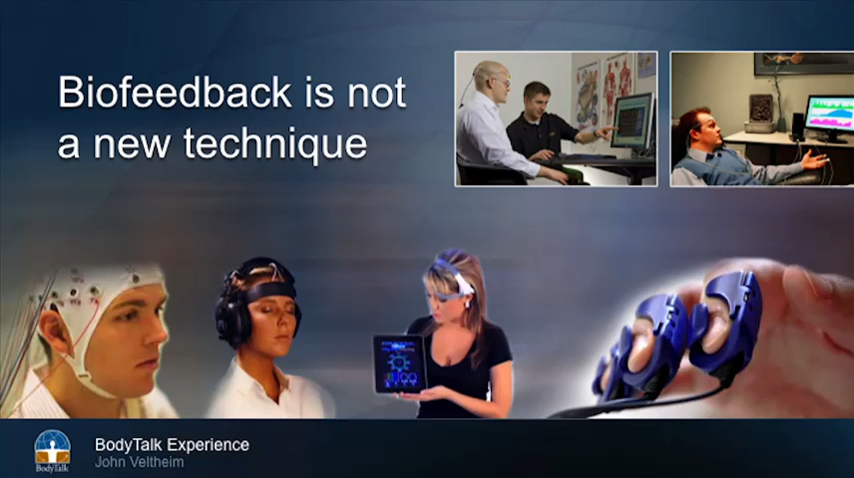 Biofeedback is not
a new technique
BodyTalk
BodyTalk Experience
John Veltheim